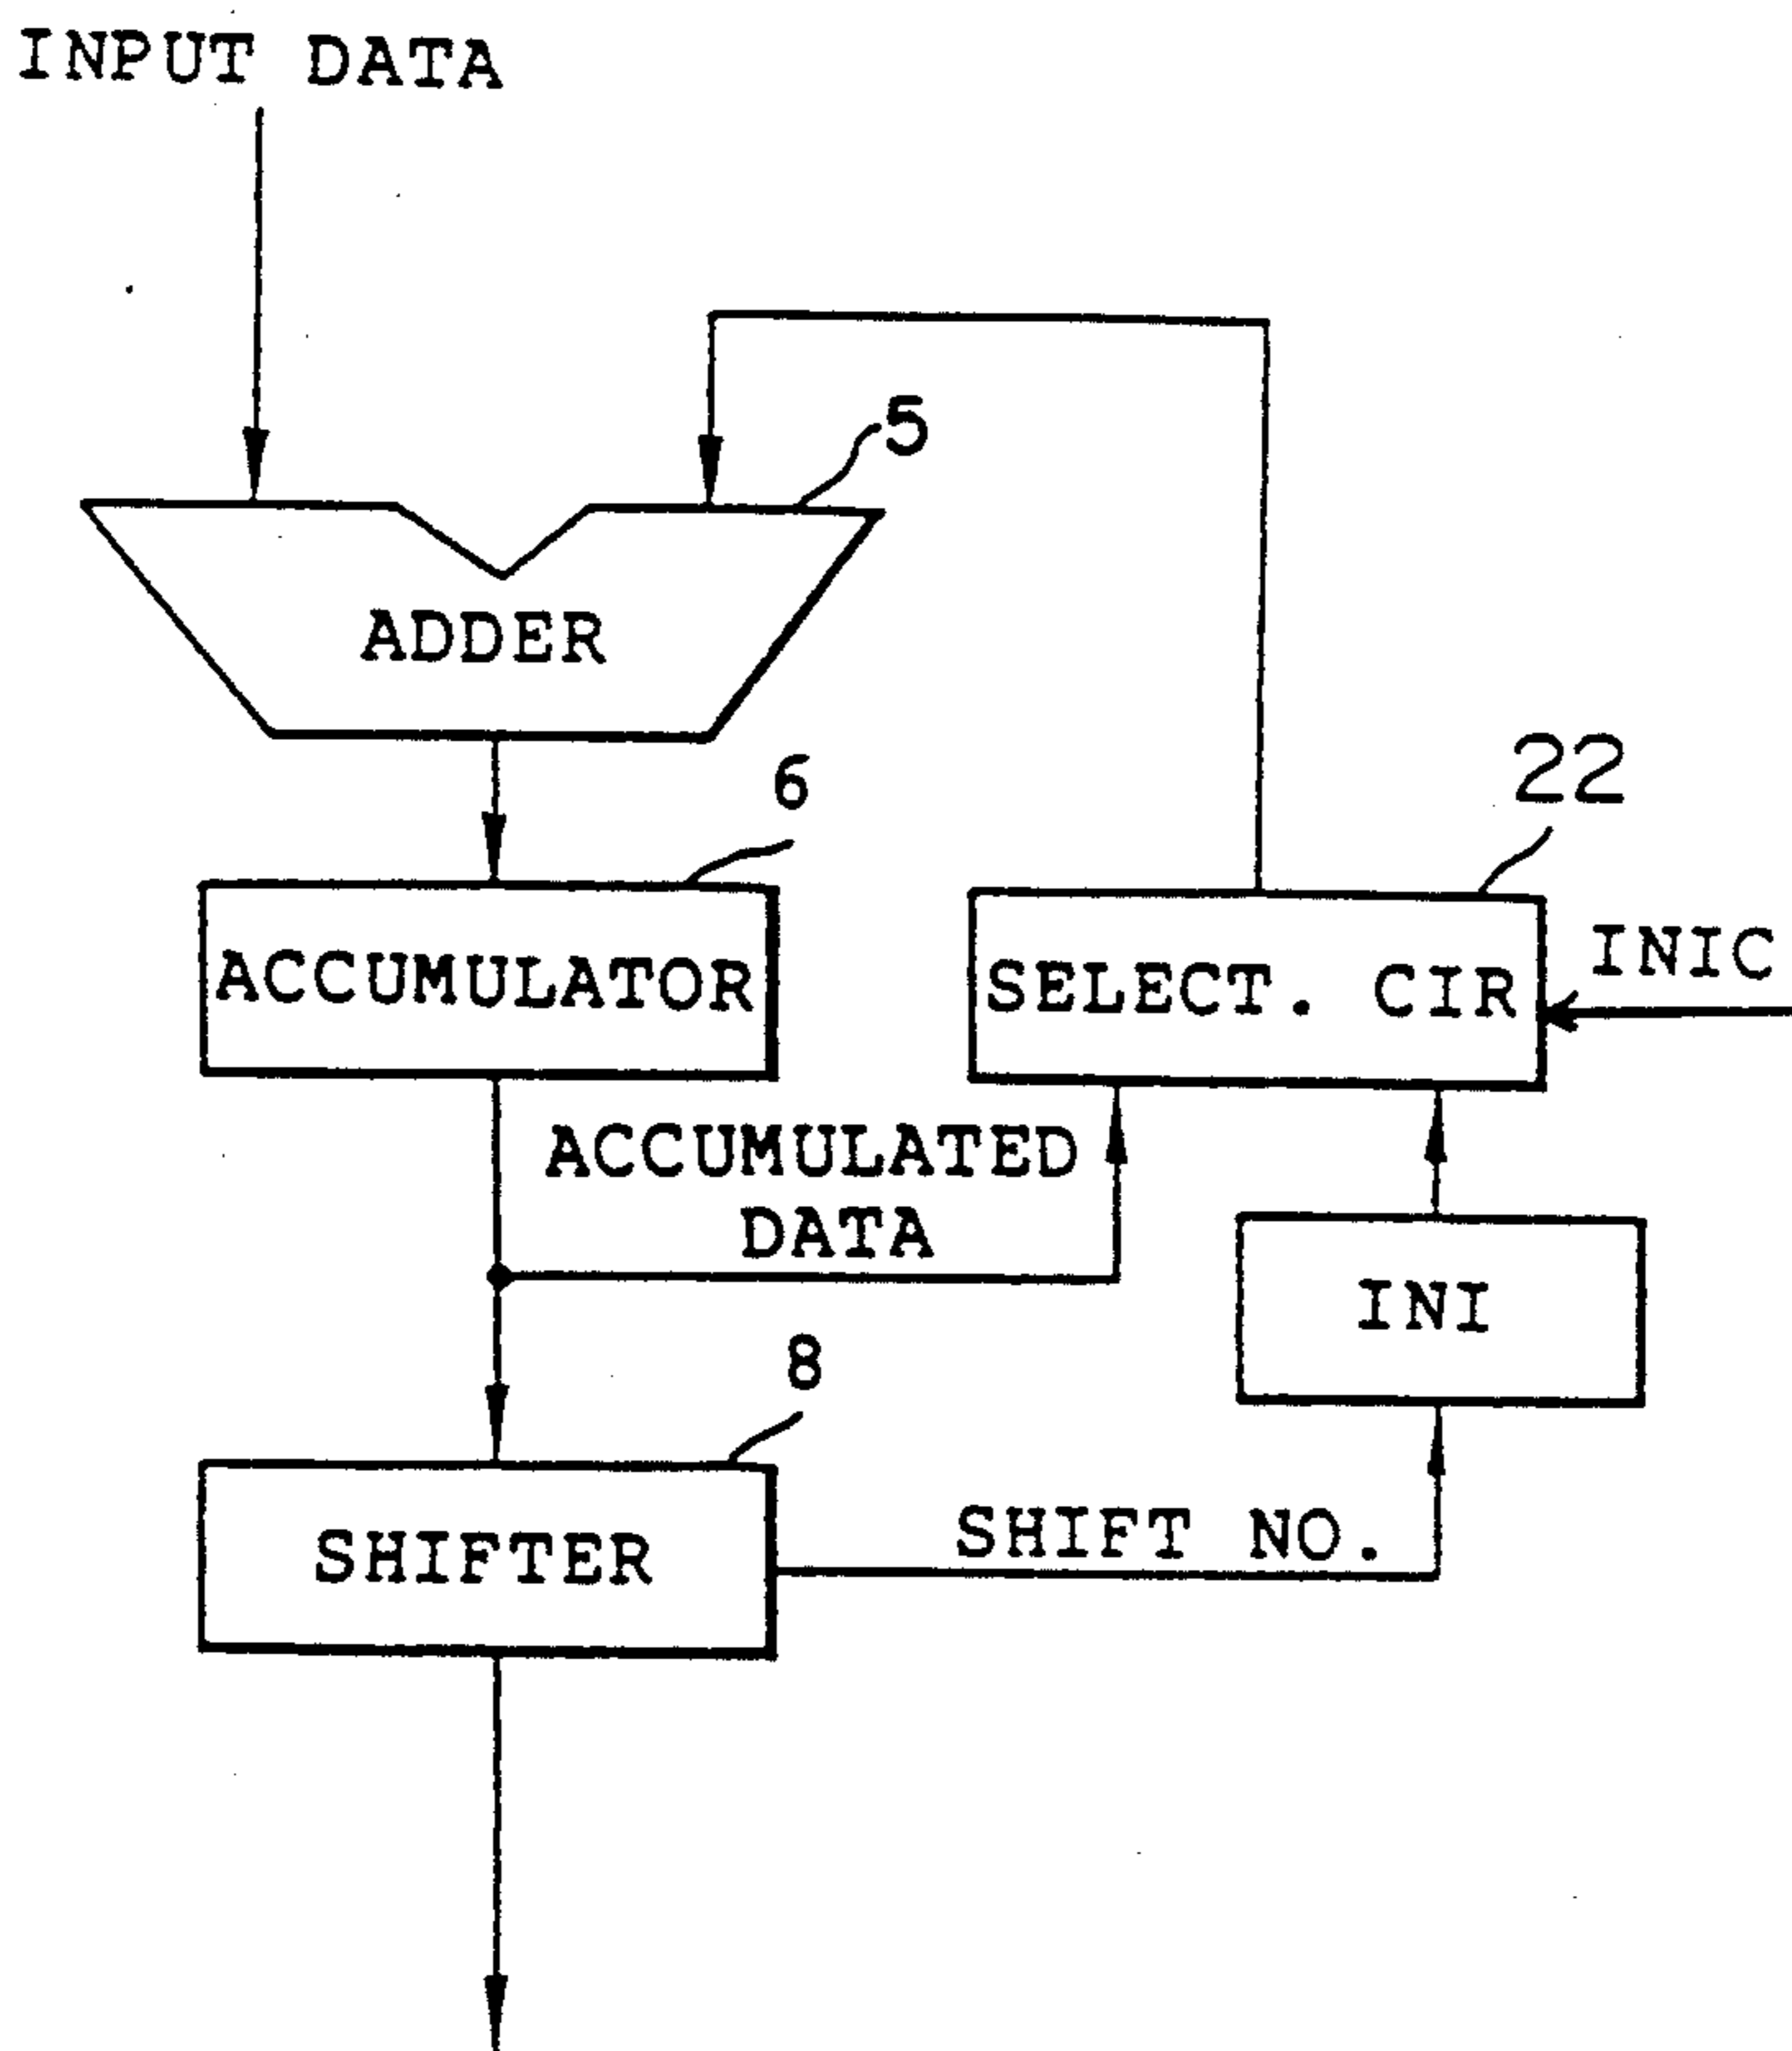 INPUT DATA
5
ADDER
6
22
ACCUMULATOR
SELECT. CIR
INIC
ACCUMULATED
DATA
INI
8
SHIFTER
SHIFT NO.